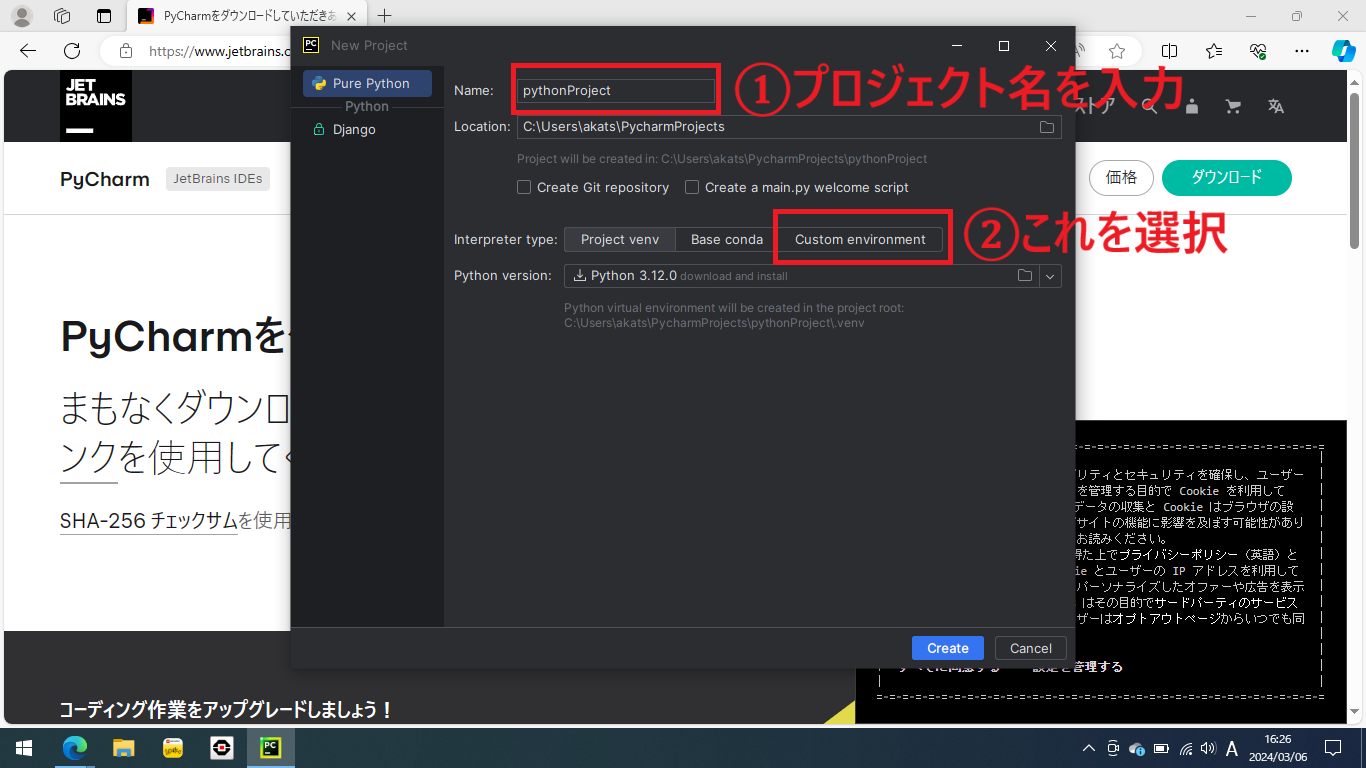 PyCharmをダウンロードしていただきあ
https://www.jetbrains.c
JET
BRAINS
ストア
PyCharm JetBrains IDEs
価格 ダウンロード
PyCharmを
まもなくダウンロ
ンクを使用して
SHA-256 チェックサムを使用
コーディング作業をアップグレードしましょう！
PC New Project
Pure Python
Python
Django
Name: pythonProject
①プロジェクト名を入力
Location: C:\Users\akats\PycharmProjects
Project will be created in: C:\Users\akats\PycharmProjects\pythonProject
Create Git repository Create a main.py welcome script
Interpreter type: Project venv Base conda Custom environment
②これを選択
Python version: Python 3.12.0 download and install
Python virtual environment will be created in the project root:
C:\Users\akats\PycharmProjects\pythonProject\.venv
Create Cancel
リティとセキュリティを確保し、ユーザー
を管理する目的で Cookie を利用して
データの収集と Cookie はブラウザの設
サイトの機能に影響を及ぼす可能性があり
お読みください。
得た上でプライバシーポリシー（英語）と
ie とユーザーの IP アドレスを利用して
パーソナライズしたオファーや広告を表示
はその目的でサードパーティのサービス
ザーはオプトアウトページからいつでも同
を管理する
PC
A
16:26
2024/03/06